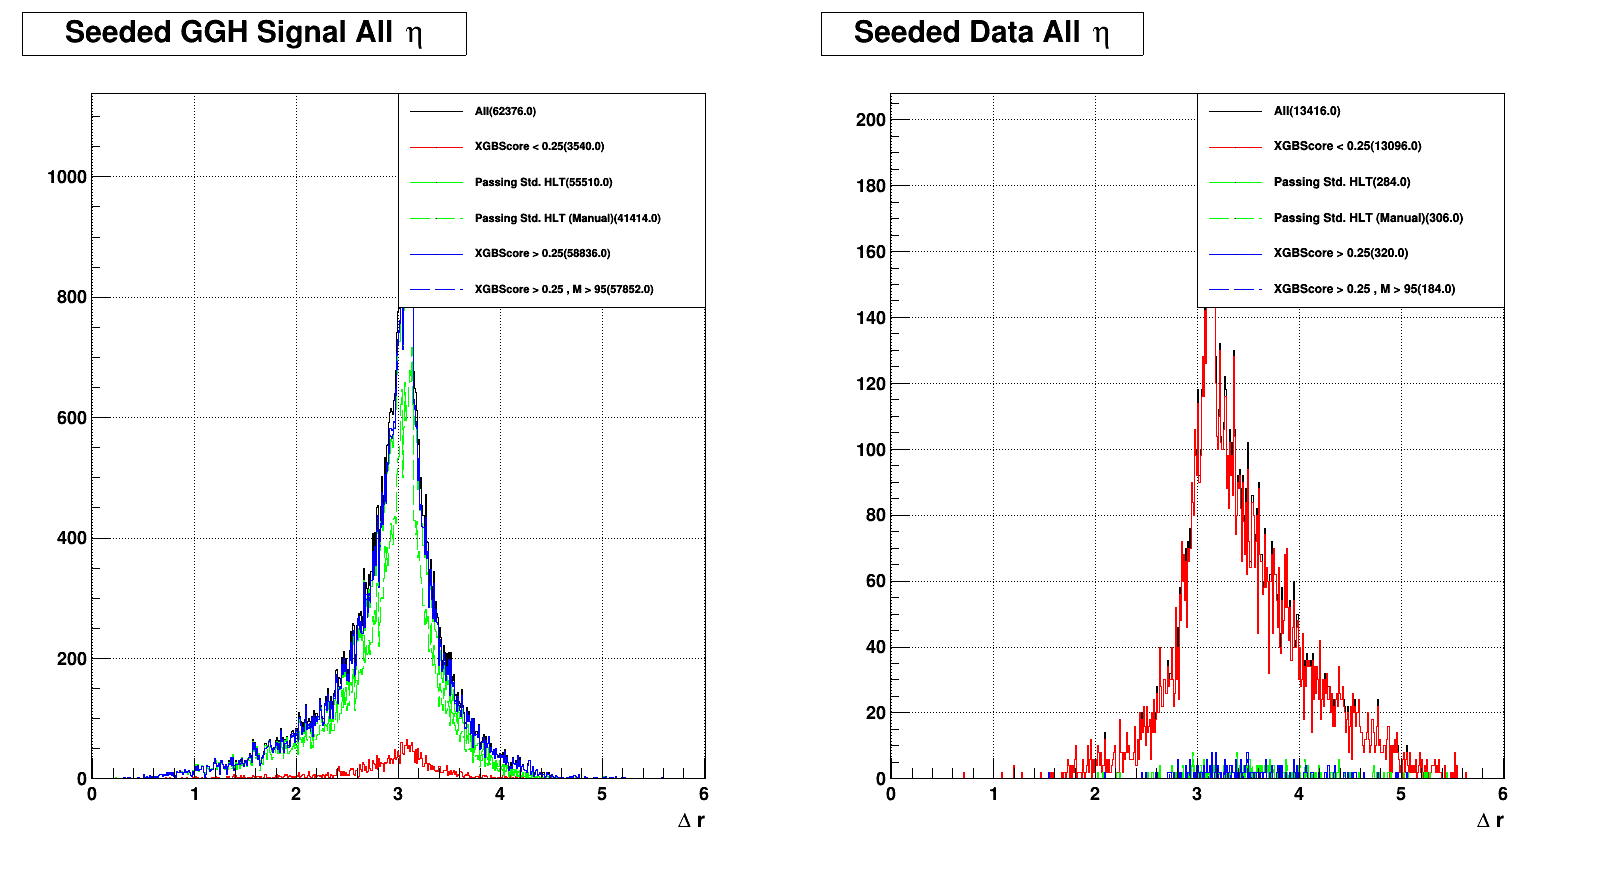 Seeded GGH Signal All η
All(62376.0)
XGBScore < 0.25(3540.0)
Passing Std. HLT(55510.0)
Passing Std. HLT (Manual)(41414.0)
XGBScore > 0.25(58836.0)
XGBScore > 0.25 , M > 95(57852.0)
1000
800
600
400
200
0
0 1 2 3 4 5 6
Δ r
Seeded Data All η
All(13416.0)
XGBScore < 0.25(13096.0)
Passing Std. HLT(284.0)
Passing Std. HLT (Manual)(306.0)
XGBScore > 0.25(320.0)
XGBScore > 0.25 , M > 95(184.0)
200
180
160
140
120
100
80
60
40
20
0
0 1 2 3 4 5 6
Δ r